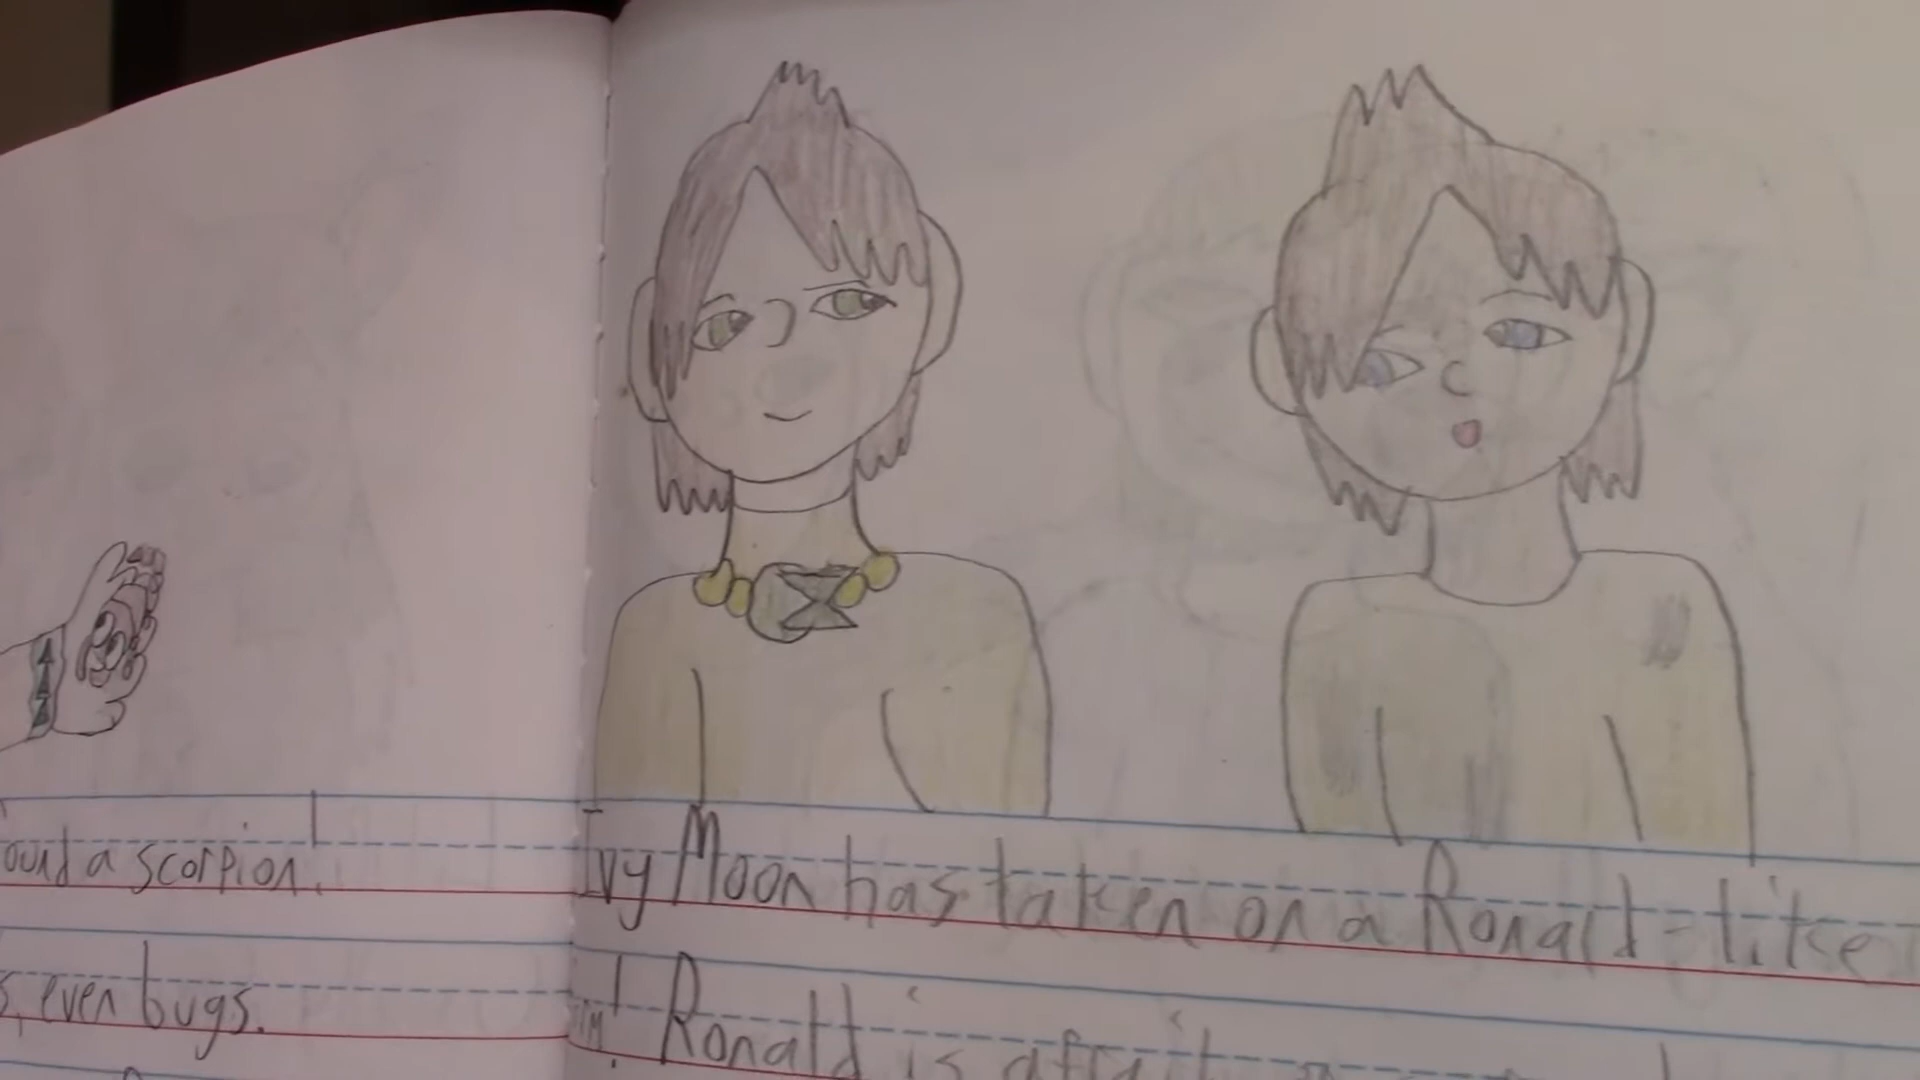 ound a scorpion.
s, even bugs.
Ivy Moon has taken on a Ronald-like
! Ronald is